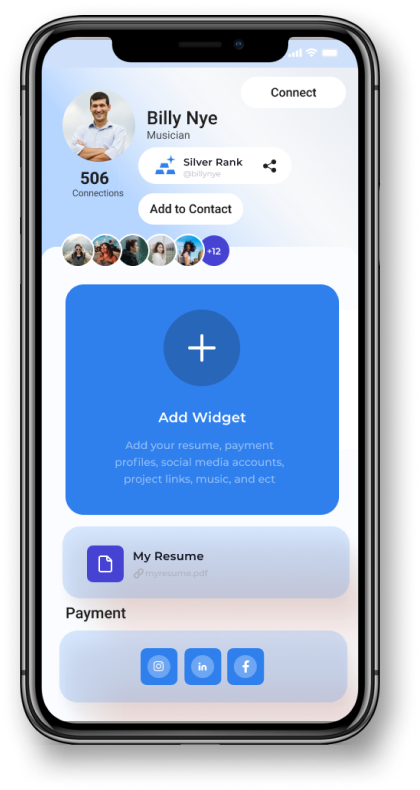 Connect
Billy Nye
Musician
Silver Rank
@billynye
506
Connections
Add to Contact
+12
Add Widget
Add your resume, payment
profiles, social media accounts,
project links, music, and ect
My Resume
myresume.pdf
Payment
in
f